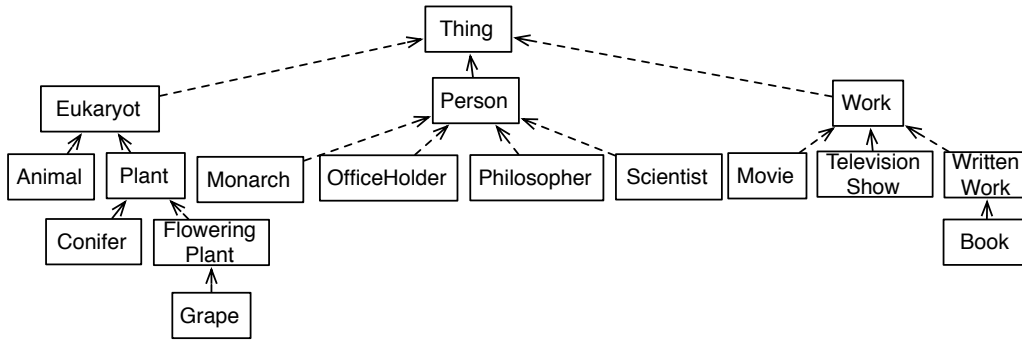 Thing
Eukaryot
Person
Work
Animal
Plant
Monarch
OfficeHolder
Philosopher
Scientist
Movie
Television
Show
Written
Work
Conifer
Flowering
Plant
Book
Grape